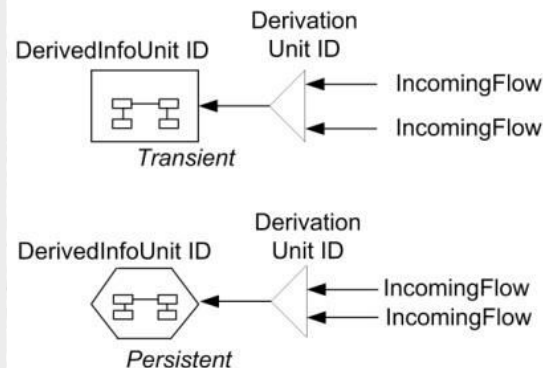 Derivation
Unit ID
DerivedInfoUnit ID
IncomingFlow
IncomingFlow
Transient
Derivation
Unit ID
DerivedInfoUnit ID
IncomingFlow
IncomingFlow
Persistent